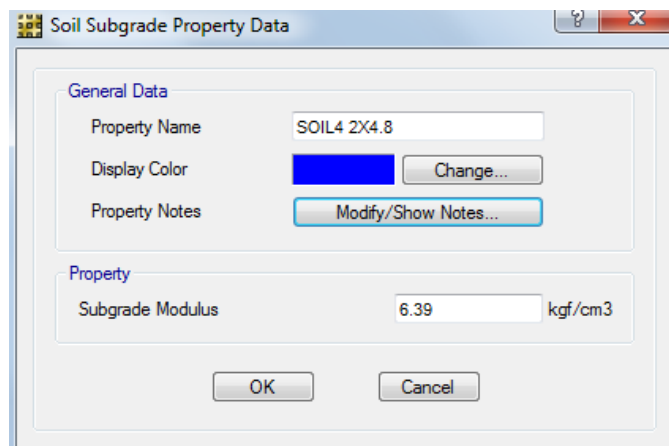 Soil Subgrade Property Data
? X
General Data
Property Name SOIL4 2X4.8
Display Color Change...
Property Notes Modify/Show Notes...
Property
Subgrade Modulus 6.39 kgf/cm3
OK Cancel